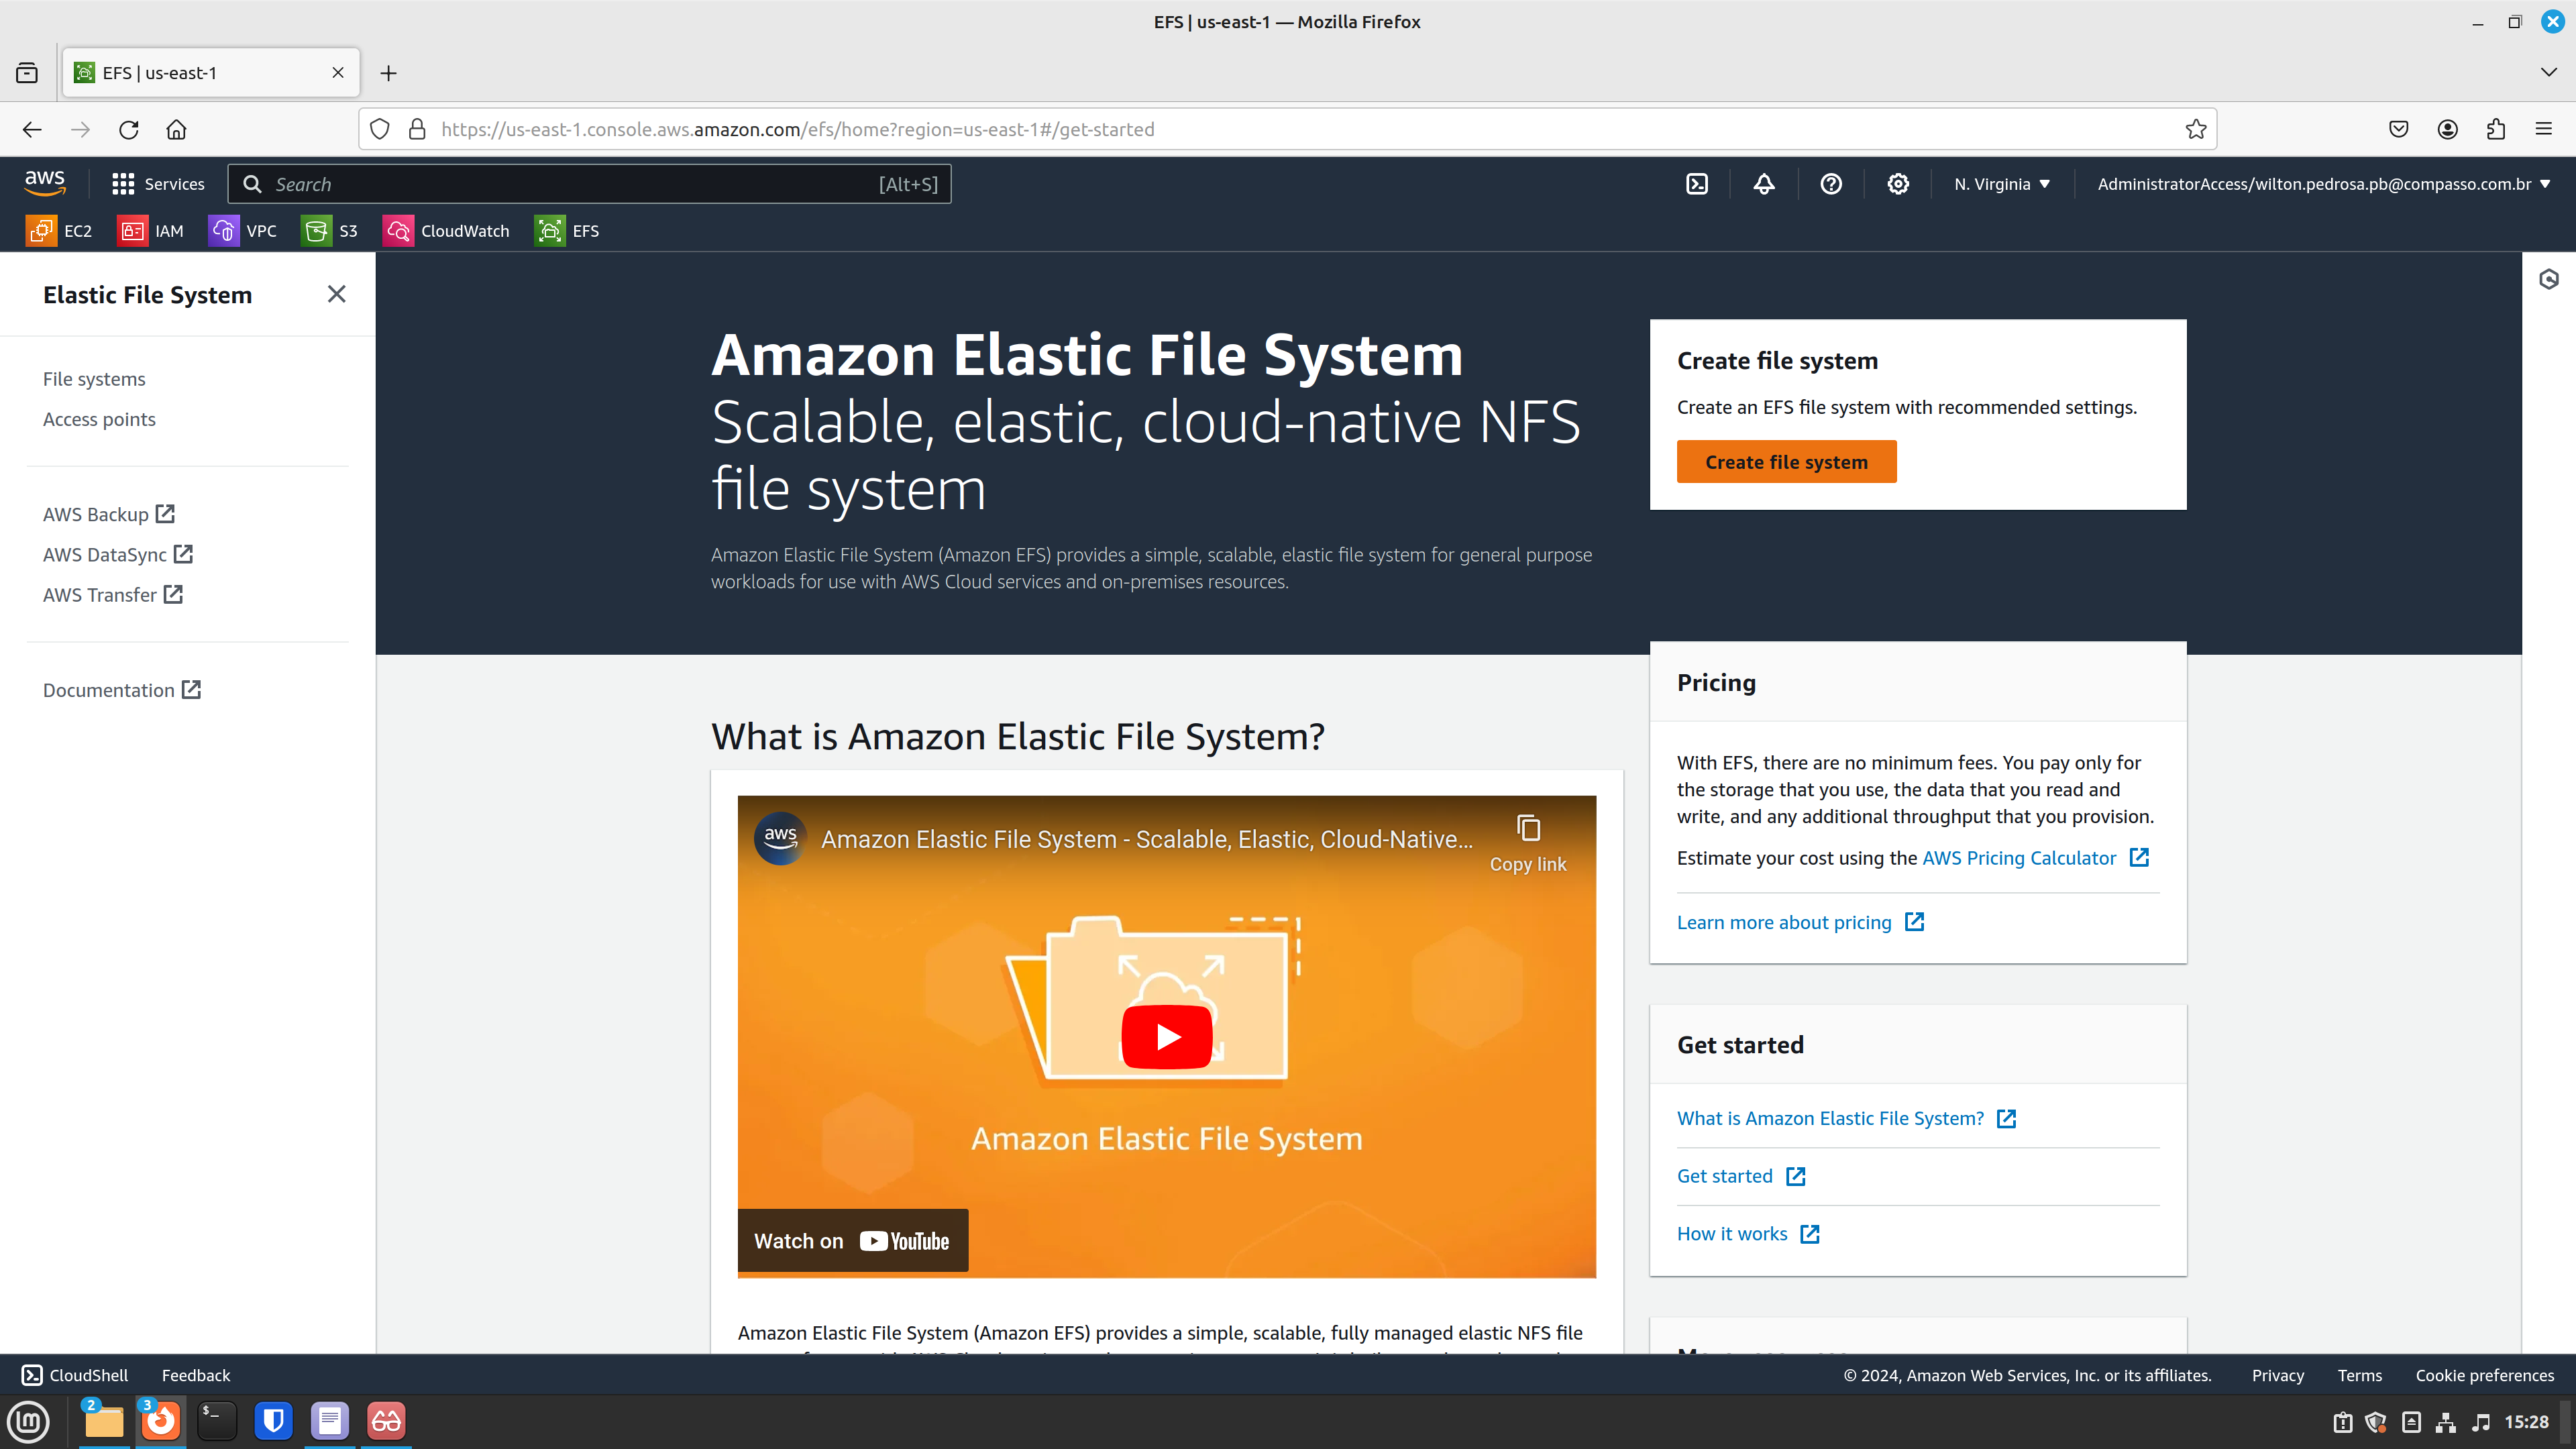 EFS | us-east-1 — Mozilla Firefox
EFS | us-east-1
https://us-east-1.console.aws.amazon.com/efs/home?region=us-east-1#/get-started
aws
Services
Search
[Alt+S]
N. Virginia
AdministratorAccess/wilton.pedrosa.pb@compasso.com.br
EC2
IAM
VPC
S3
CloudWatch
EFS
Elastic File System
File systems
Access points
AWS Backup
AWS DataSync
AWS Transfer
Documentation
Amazon Elastic File System
Scalable, elastic, cloud-native NFS
file system
Amazon Elastic File System (Amazon EFS) provides a simple, scalable, elastic file system for general purpose
workloads for use with AWS Cloud services and on-premises resources.
Create file system
Create an EFS file system with recommended settings.
Create file system
What is Amazon Elastic File System?
aws
Amazon Elastic File System - Scalable, Elastic, Cloud-Native...
Copy link
Amazon Elastic File System
Watch on YouTube
Amazon Elastic File System (Amazon EFS) provides a simple, scalable, fully managed elastic NFS file
Pricing
With EFS, there are no minimum fees. You pay only for
the storage that you use, the data that you read and
write, and any additional throughput that you provision.
Estimate your cost using the AWS Pricing Calculator
Learn more about pricing
Get started
What is Amazon Elastic File System?
Get started
How it works
CloudShell
Feedback
© 2024, Amazon Web Services, Inc. or its affiliates.
Privacy
Terms
Cookie preferences
2
3
$_
15:28